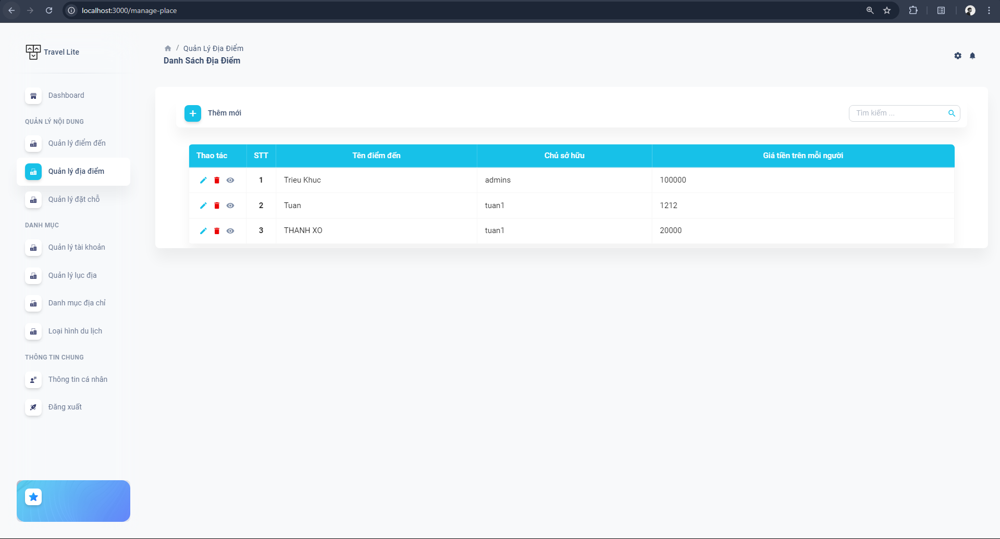 localhost:3000/manage-place
Travel Lite
/ Quản Lý Địa Điểm
Danh Sách Địa Điểm
Dashboard
QUẢN LÝ NỘI DUNG
Quản lý điểm đến
Quản lý địa điểm
Quản lý đặt chỗ
DANH MỤC
Quản lý tài khoản
Quản lý lục địa
Danh mục địa chỉ
Loại hình du lịch
THÔNG TIN CHUNG
Thông tin cá nhân
Đăng xuất
Thêm mới
Tìm kiếm ...
Thao tác STT Tên điểm đến Chủ sở hữu Giá tiền trên mỗi người
1 Trieu Khuc admins 100000
2 Tuan tuan1 1212
3 THANH XO tuan1 20000